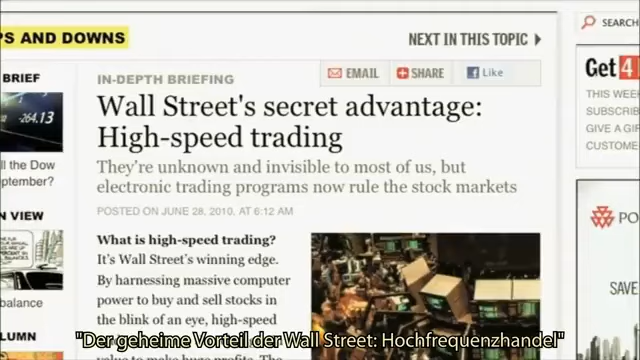 PS AND DOWNS
NEXT IN THIS TOPIC
SEARCH
BRIEF
IN-DEPTH BRIEFING
EMAIL
SHARE
Like
Get 4
-264.13
Wall Street's secret advantage:
High-speed trading
THIS WEE
SUBSCRIB
GIVE A GIF
CUSTOME
ll the Dow
ptember?
They're unknown and invisible to most of us, but
electronic trading programs now rule the stock markets
POSTED ON JUNE 28, 2010, AT 6:12 AM
N VIEW
What is high-speed trading?
It's Wall Street's winning edge.
By harnessing massive computer
power to buy and sell stocks in
the blink of an eye, high-speed
PO
SAVE
balance
LUMN
"Der geheime Vorteil der Wall Street: Hochfrequenzhandel"